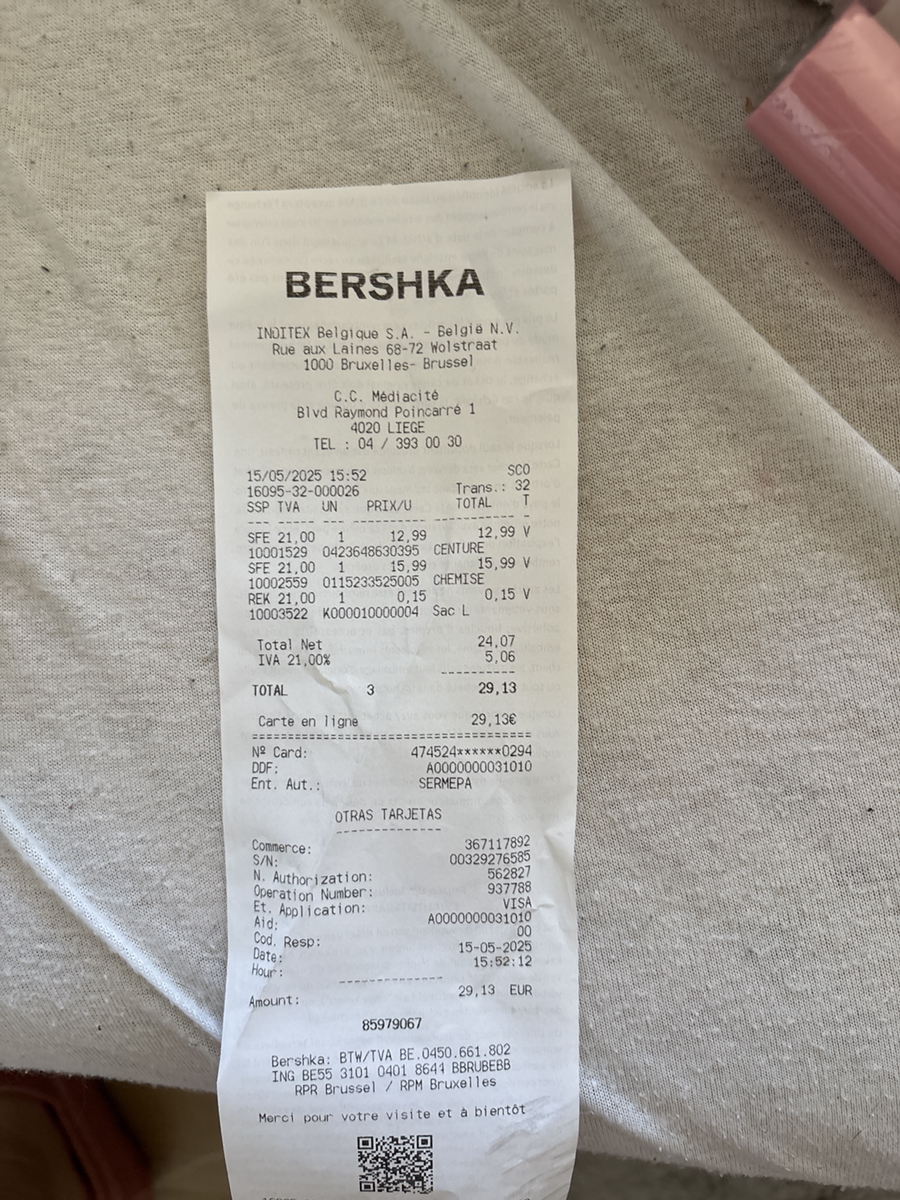 BERSHKA
INDITEX Belgique S.A. - België N.V.
Rue aux Laines 68-72 Wolstraat
1000 Bruxelles- Brussel
C.C. Médiacité
Blvd Raymond Poincarré 1
4020 LIEGE
TEL : 04 / 393 00 30
15/05/2025 15:52 SCO
16095-32-000026 Trans.: 32
SSP TVA UN PRIX/U TOTAL T
SFE 21,00 1 12,99 12,99 V
10001529 0423648630395 CENTURE
SFE 21,00 1 15,99 15,99 V
10002559 0115233525005 CHEMISE
REK 21,00 1 0,15 0,15 V
10003522 K000010000004 Sac L
Total Net 24,07
IVA 21,00% 5,06
TOTAL 3 29,13
Carte en ligne 29,13€
Nº Card: 474524******0294
DDF: A0000000031010
Ent. Aut.: SERMEPA
OTRAS TARJETAS
Commerce: 367117892
S/N: 00329276585
N. Authorization: 562827
Operation Number: 937788
Et. Application: VISA
Aid: A0000000031010
Cod. Resp: 00
Date: 15-05-2025
Hour: 15:52:12
Amount: 29,13 EUR
85979067
Bershka: BTW/TVA BE.0450.661.802
ING BE55 3101 0401 8644 BBRUBEBB
RPR Brussel / RPM Bruxelles
Merci pour votre visite et à bientôt